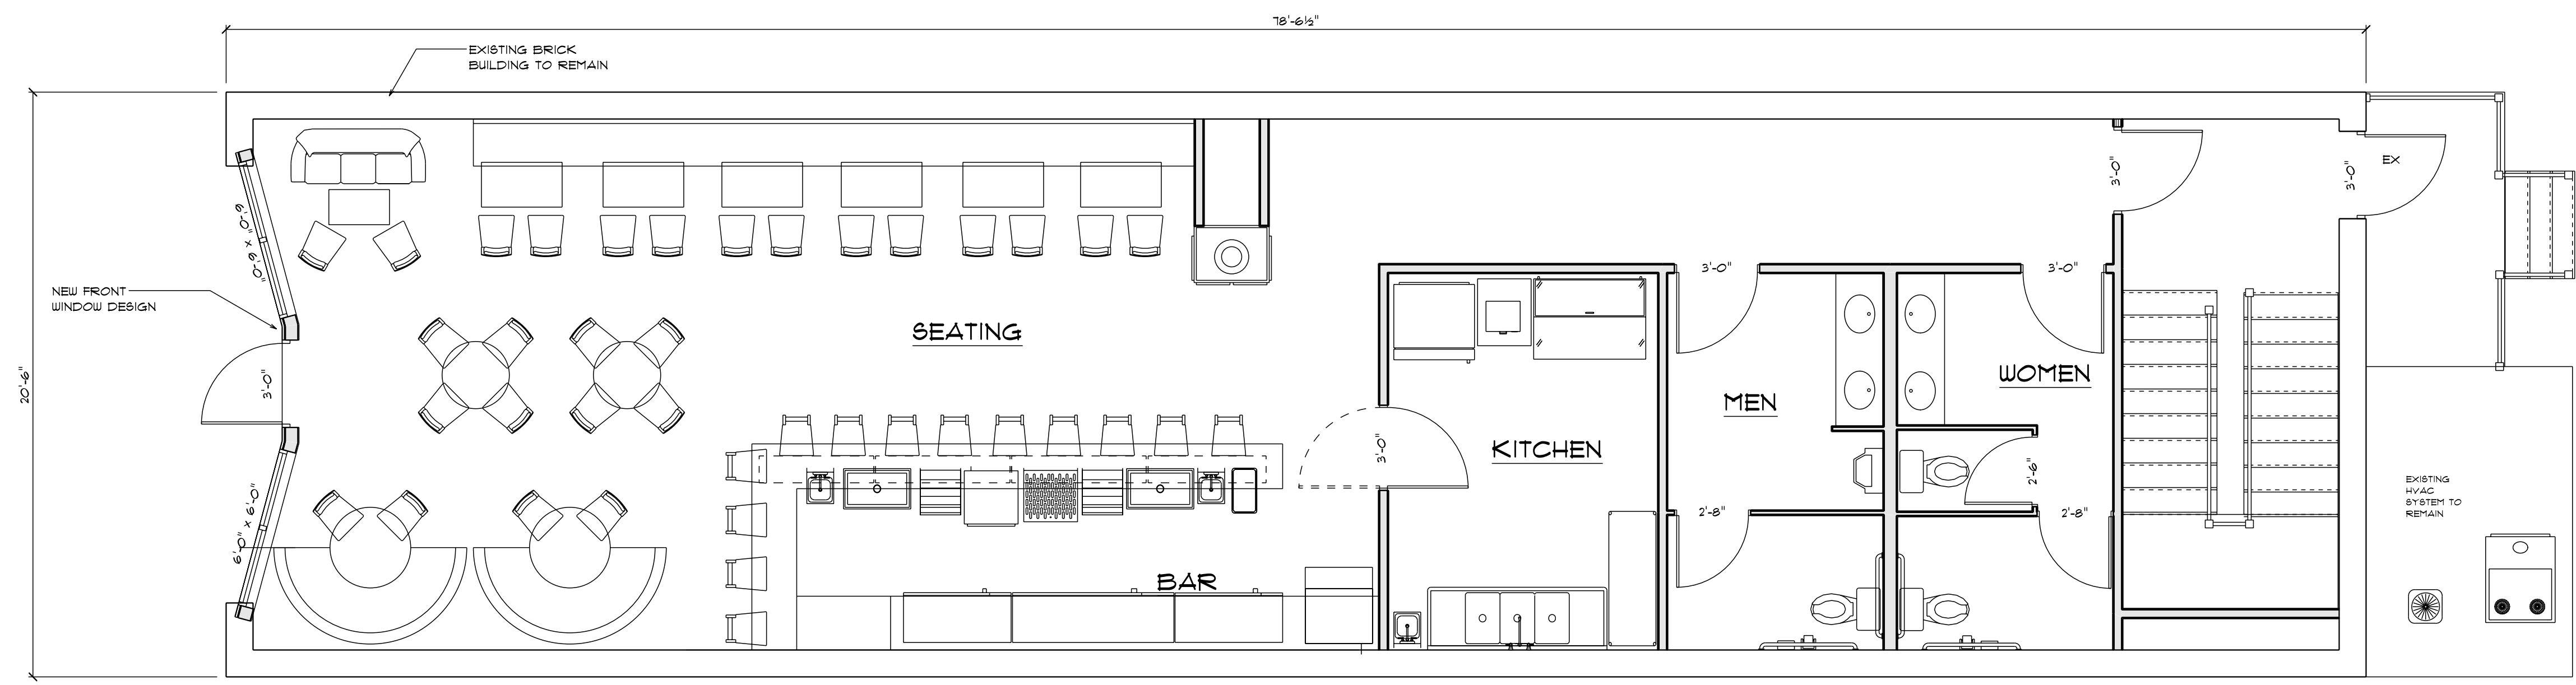 78'-6½"
EXISTING BRICK
BUILDING TO REMAIN
20'-6"
6'-0" x 6'-0"
NEW FRONT
WINDOW DESIGN
3'-0"
6'-0" x 6'-0"
SEATING
BAR
3'-0"
KITCHEN
3'-0"
MEN
2'-8"
3'-0"
WOMEN
2'-6"
2'-8"
3'-0"
3'-0"
EX
EXISTING
HVAC
SYSTEM TO
REMAIN